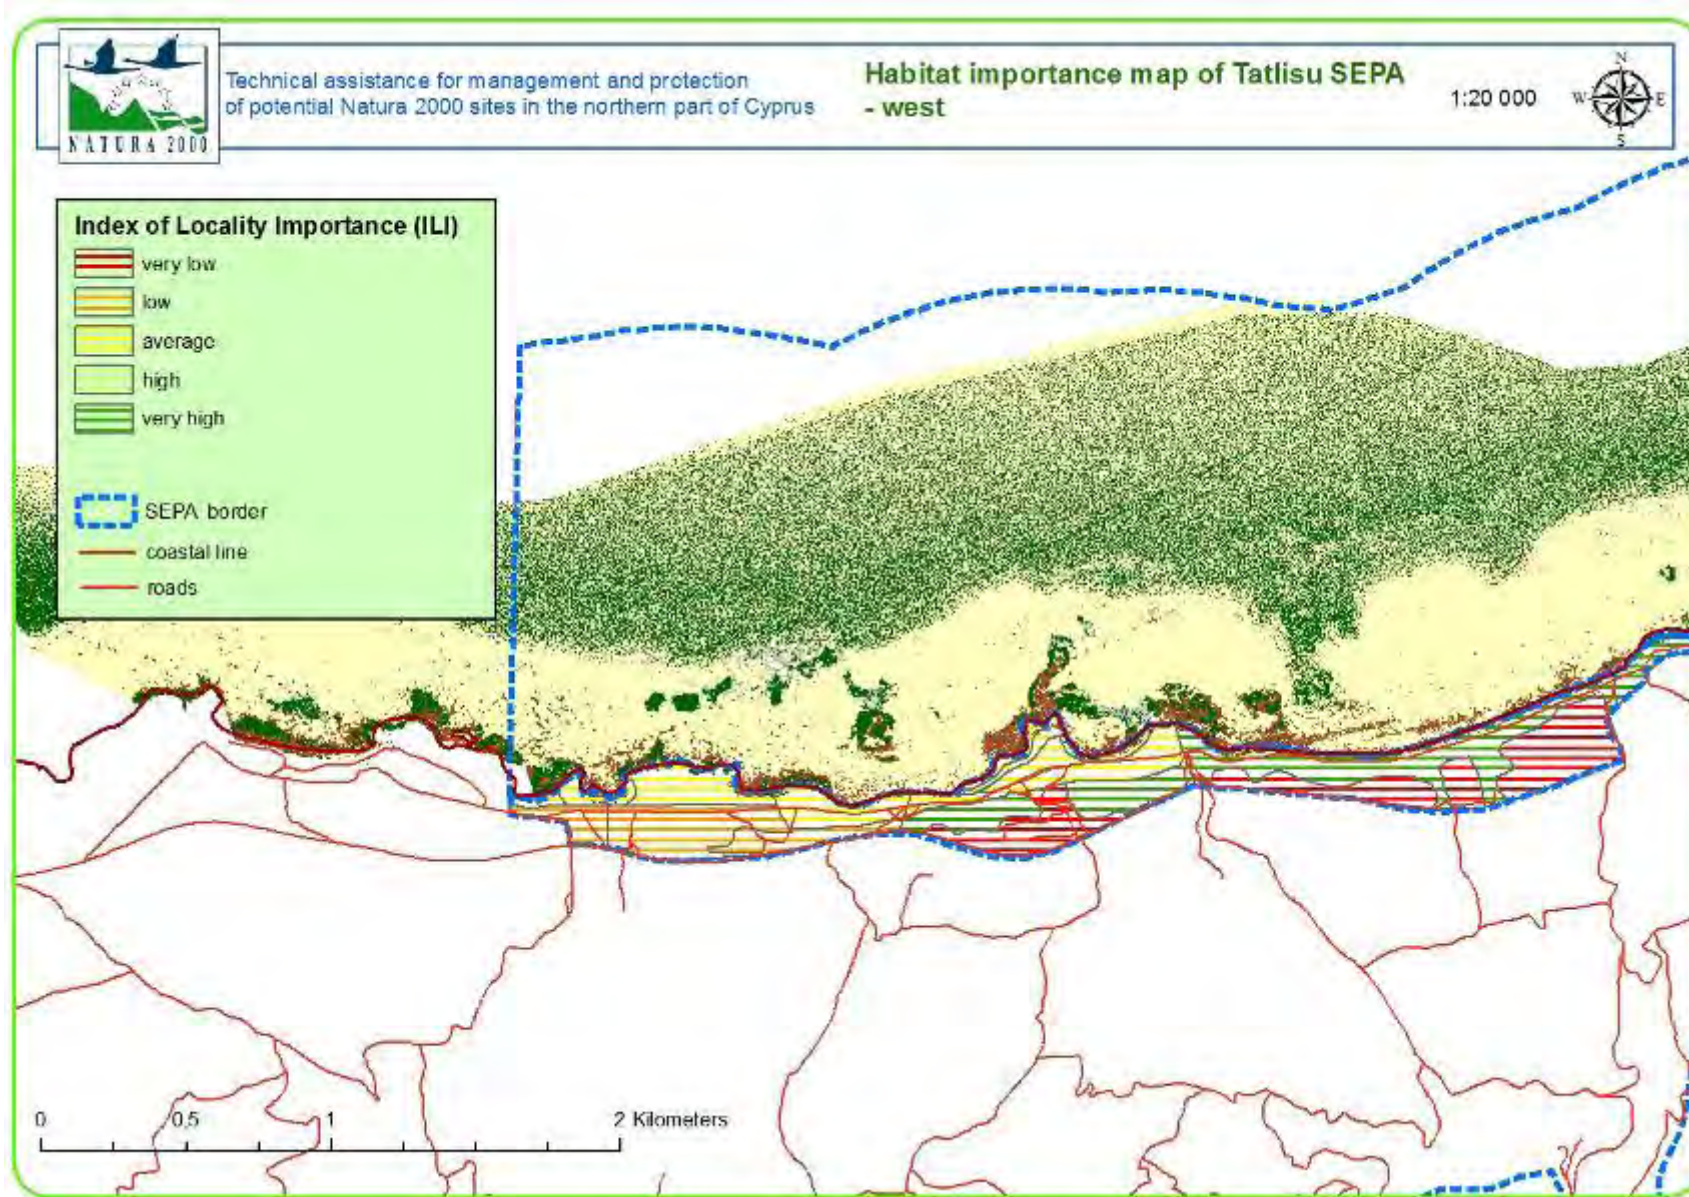 NATURA 2000
Technical assistance for management and protection
of potential Natura 2000 sites in the northern part of Cyprus
Habitat importance map of Tatlisu SEPA
- west
1:20 000
N
W
E
S
Index of Locality Importance (ILI)
very low
low
average
high
very high
SEPA border
coastal line
roads
0 0.5 1 2 Kilometers